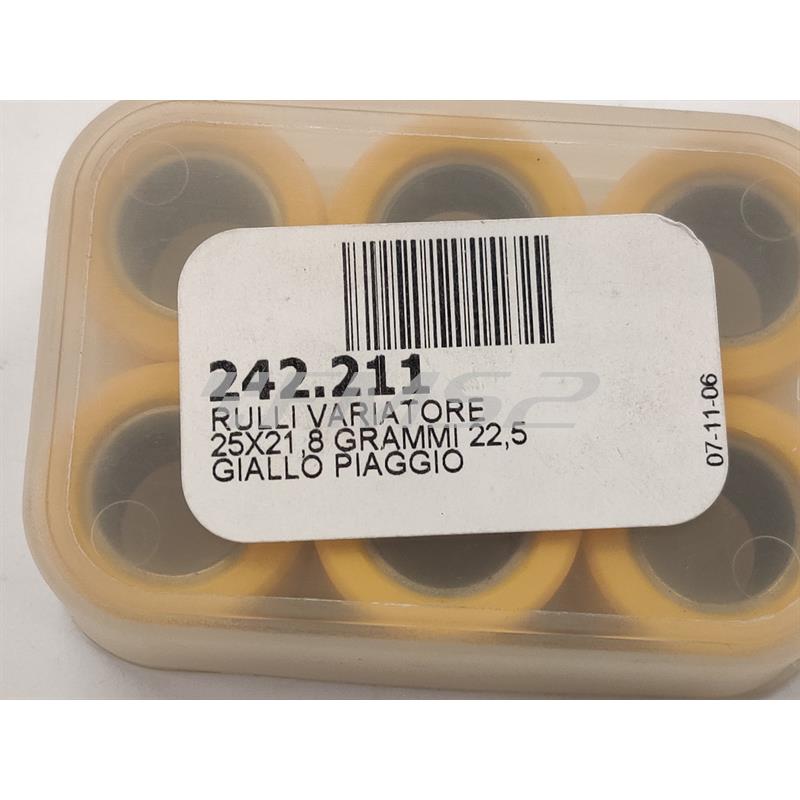 242.211
RULLI VARIATORE
25X21,8 GRAMMI 22,5
GIALLO PIAGGIO
07-11-06